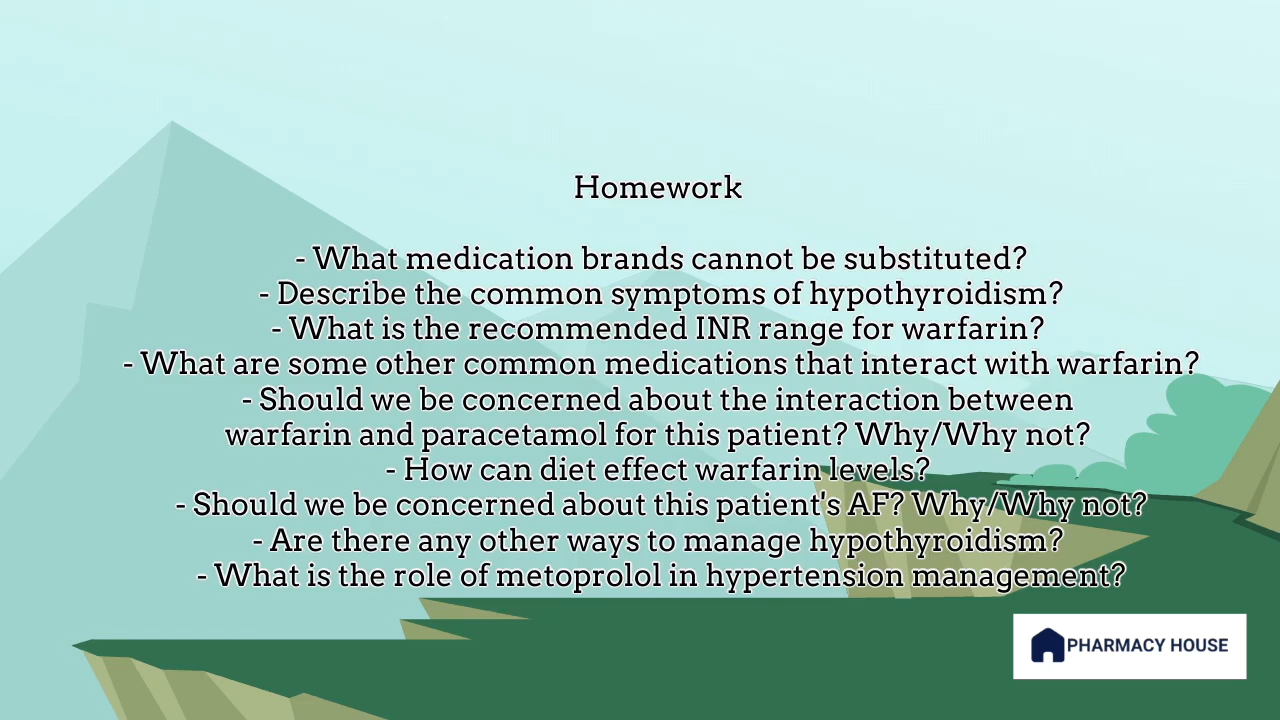 Homework
- What medication brands cannot be substituted?
- Describe the common symptoms of hypothyroidism?
- What is the recommended INR range for warfarin?
- What are some other common medications that interact with warfarin?
- Should we be concerned about the interaction between
warfarin and paracetamol for this patient? Why/Why not?
- How can diet effect warfarin levels?
- Should we be concerned about this patient's AF? Why/Why not?
- Are there any other ways to manage hypothyroidism?
- What is the role of metoprolol in hypertension management?
PHARMACY HOUSE